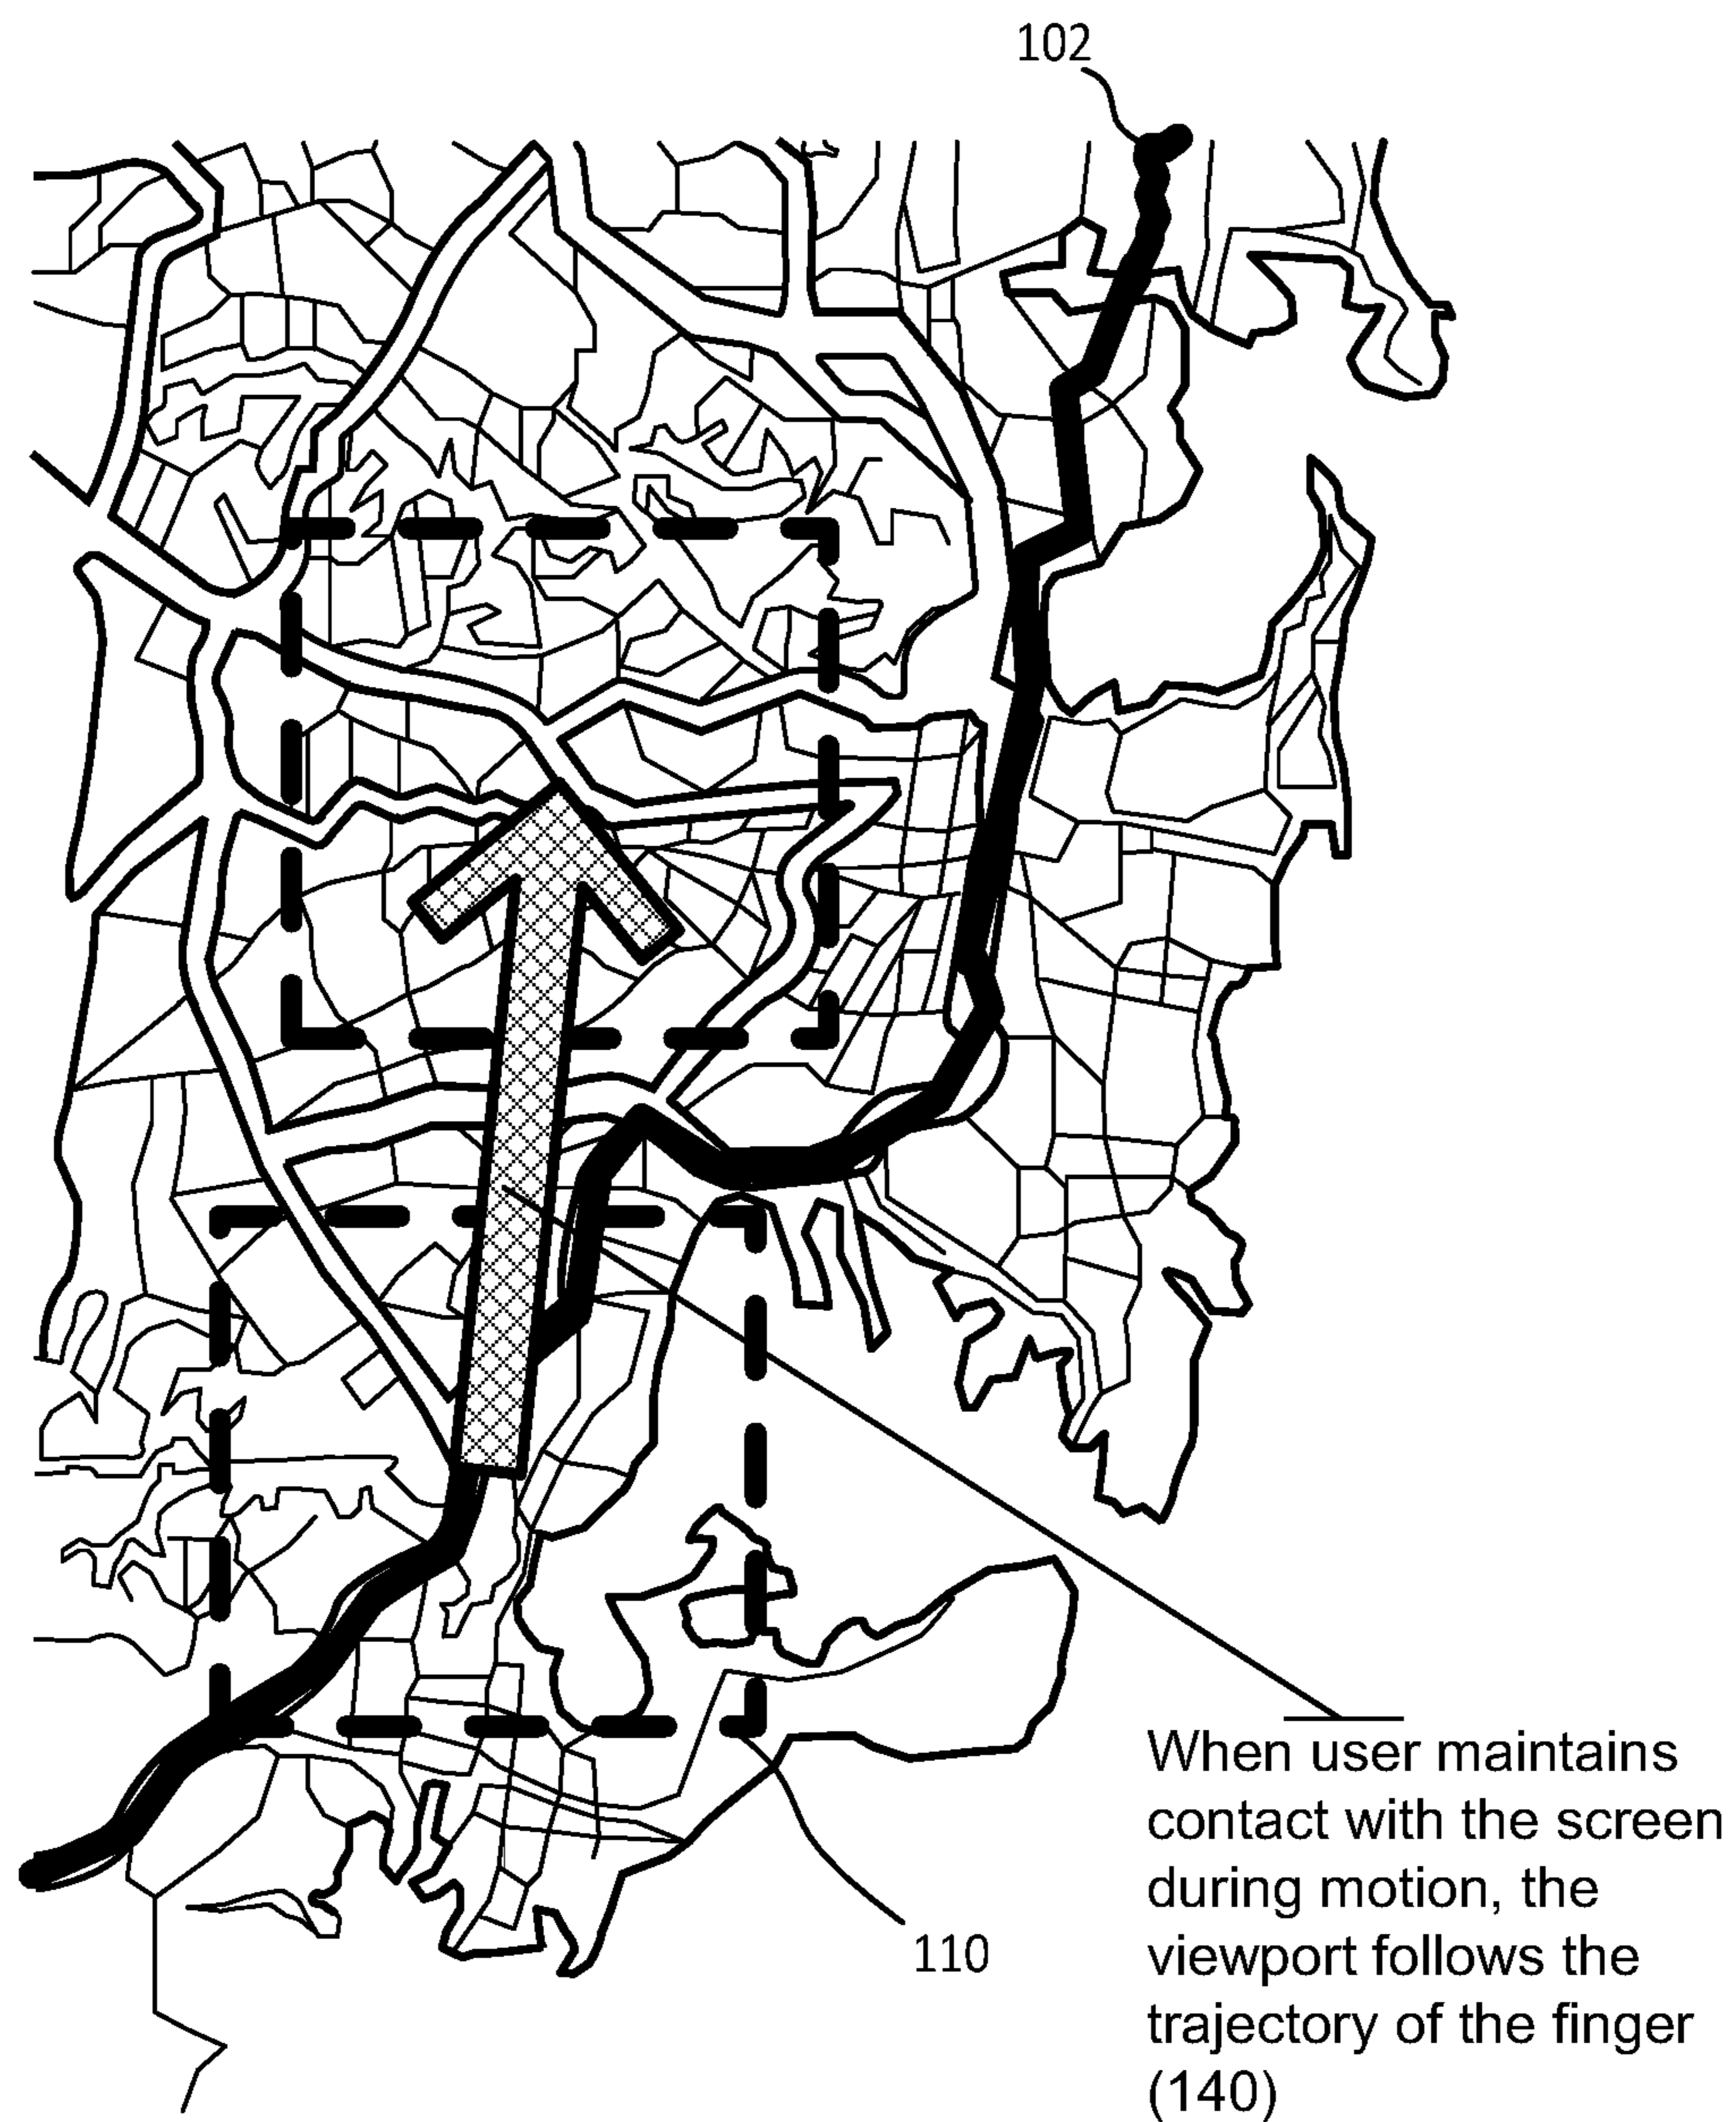 102
When user maintains
contact with the screen
during motion, the
viewport follows the
trajectory of the finger
(140)
110